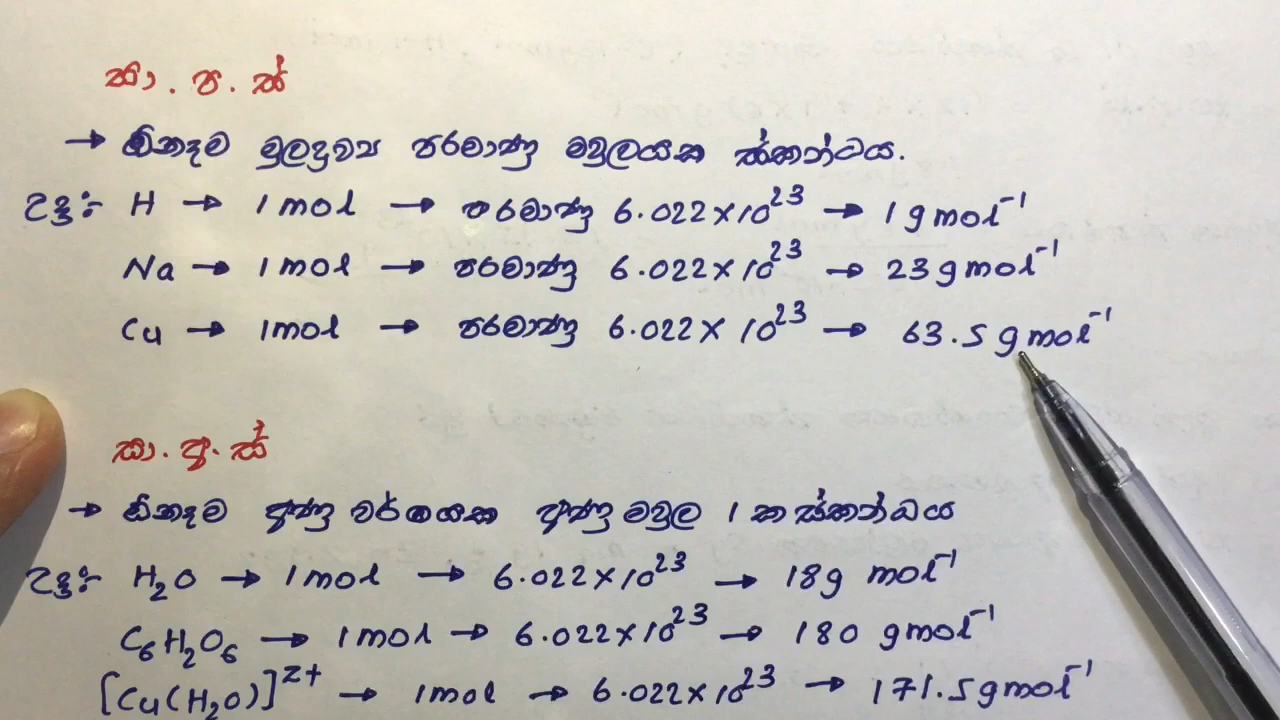 සා. ප. ස්
→ ඕනෑම මූලද්‍රව්‍ය පරමාණු මවුලයක ස්කන්ධය.
උදා:- H → 1 mol → පරමාණු 6.022×10²³ → 1 g mol⁻¹
Na → 1 mol → පරමාණු 6.022×10²³ → 23 g mol⁻¹
Cu → 1 mol → පරමාණු 6.022×10²³ → 63.5 g mol⁻¹
සා. අ. ස්
→ ඕනෑම අණු වර්ගයක අණු මවුල 1 ක ස්කන්ධය
උදා:- H₂O → 1 mol → 6.022×10²³ → 18 g mol⁻¹
C₆H₂O₆ → 1 mol → 6.022×10²³ → 180 g mol⁻¹
[Cu(H₂O)]²⁺ → 1 mol → 6.022×10²³ → 171.5 g mol⁻¹